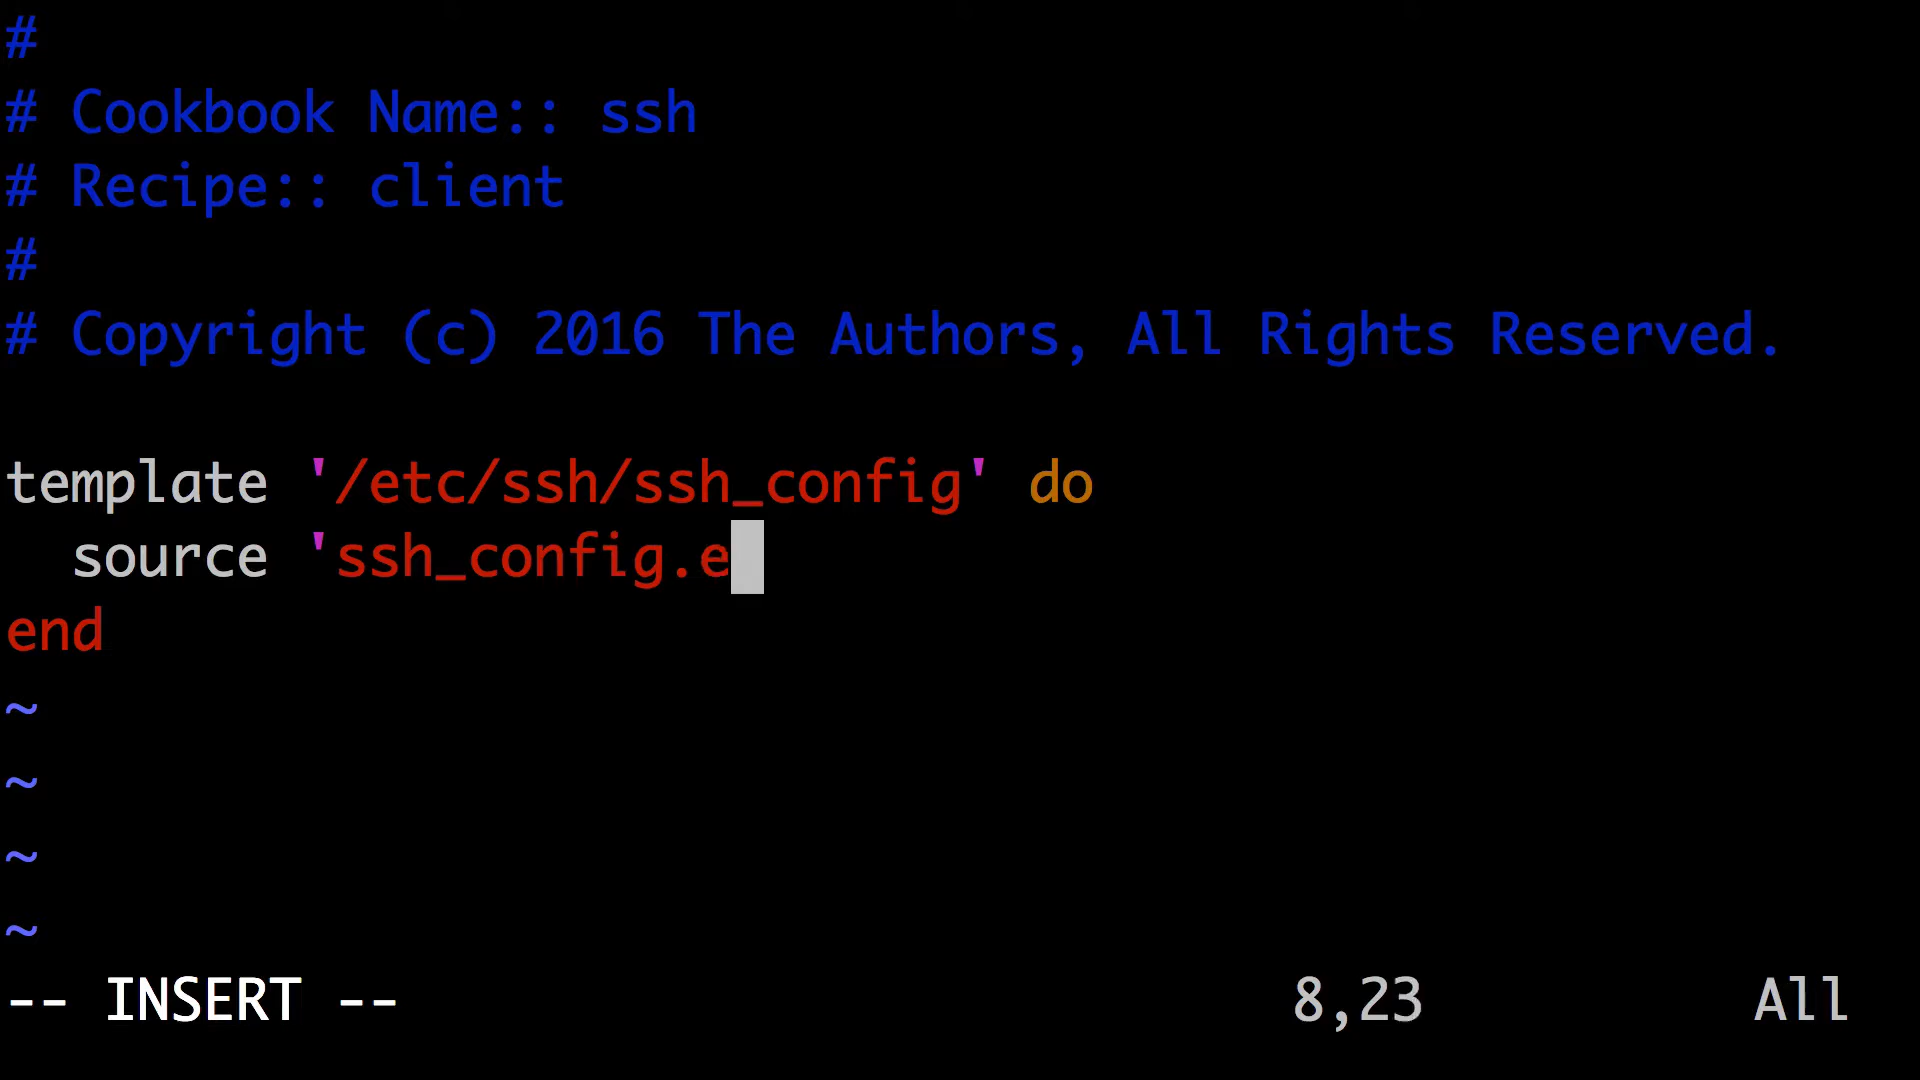 #
# Cookbook Name:: ssh
# Recipe:: client
#
# Copyright (c) 2016 The Authors, All Rights Reserved.

template '/etc/ssh/ssh_config' do
  source 'ssh_config.e
end
~
~
~
~
-- INSERT -- 8,23 All